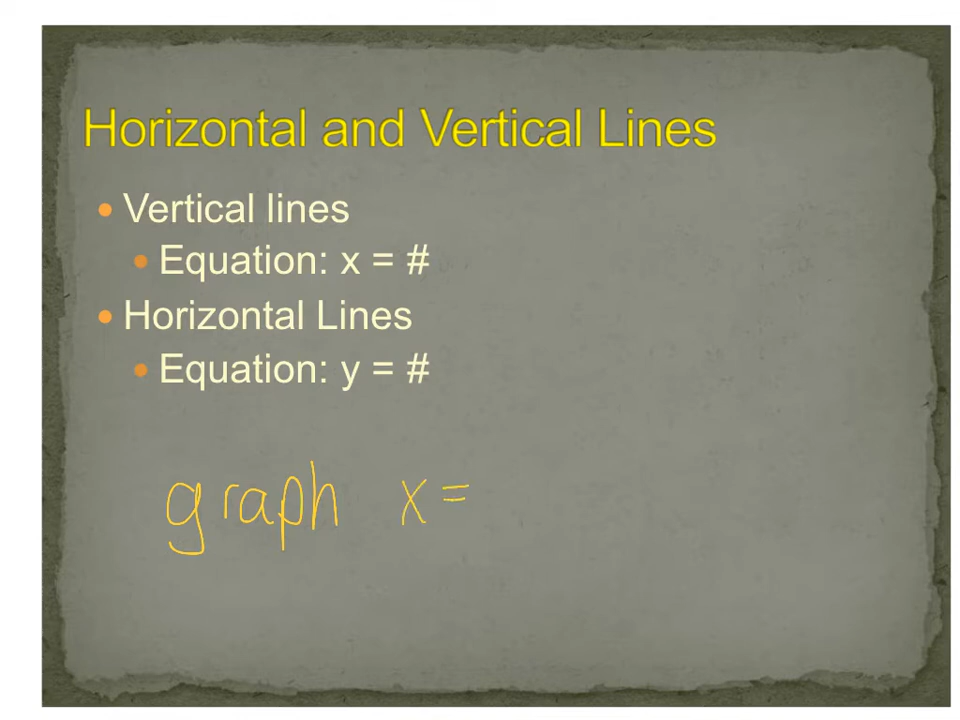 Horizontal and Vertical Lines
• Vertical lines
• Equation: x = #
• Horizontal Lines
• Equation: y = #
graph x =